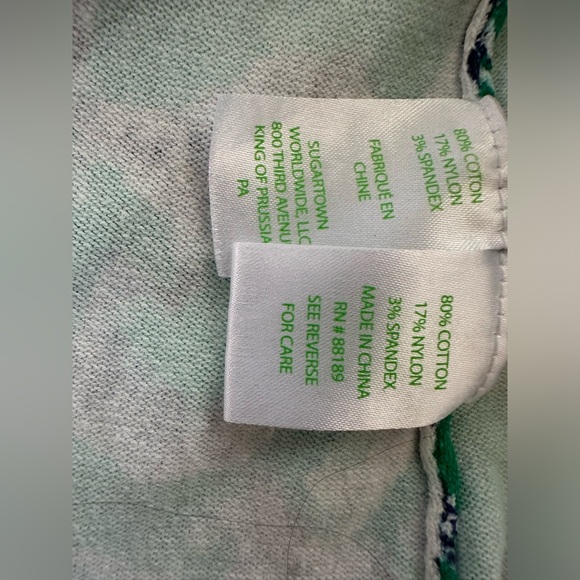 80% COTTON
17% NYLON
3% SPANDEX
FABRIQUÉ EN
CHINE
SUGARTOWN
WORLDWIDE, LLC
800 THIRD AVENU
KING OF PRUSSIA
PA
80% COTTON
17% NYLON
3% SPANDEX
MADE IN CHINA
RN # 88189
SEE REVERSE
FOR CARE